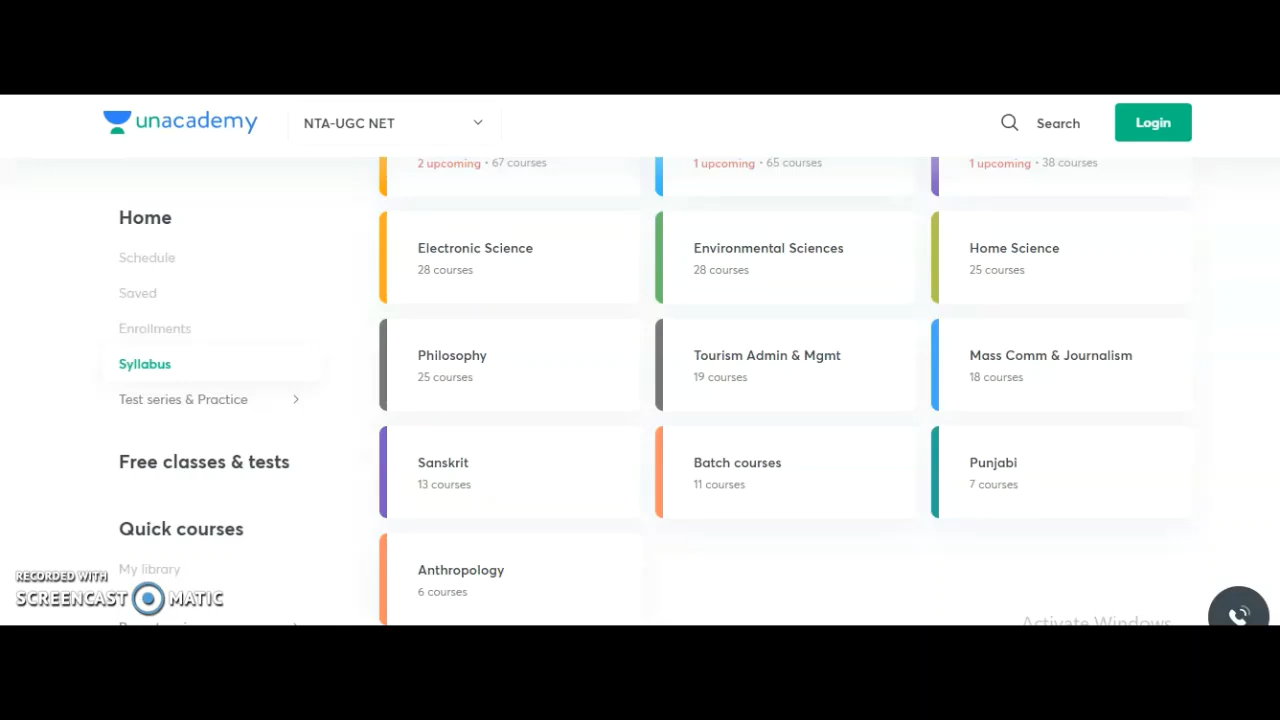 unacademy
NTA-UGC NET
Search
Login
2 upcoming • 67 courses
1 upcoming • 65 courses
1 upcoming • 38 courses
Home
Schedule
Saved
Enrollments
Syllabus
Test series & Practice
Free classes & tests
Quick courses
My library
Electronic Science
28 courses
Environmental Sciences
28 courses
Home Science
25 courses
Philosophy
25 courses
Tourism Admin & Mgmt
19 courses
Mass Comm & Journalism
18 courses
Sanskrit
13 courses
Batch courses
11 courses
Punjabi
7 courses
Anthropology
6 courses
Activate Windows
RECORDED WITH
SCREENCAST MATIC